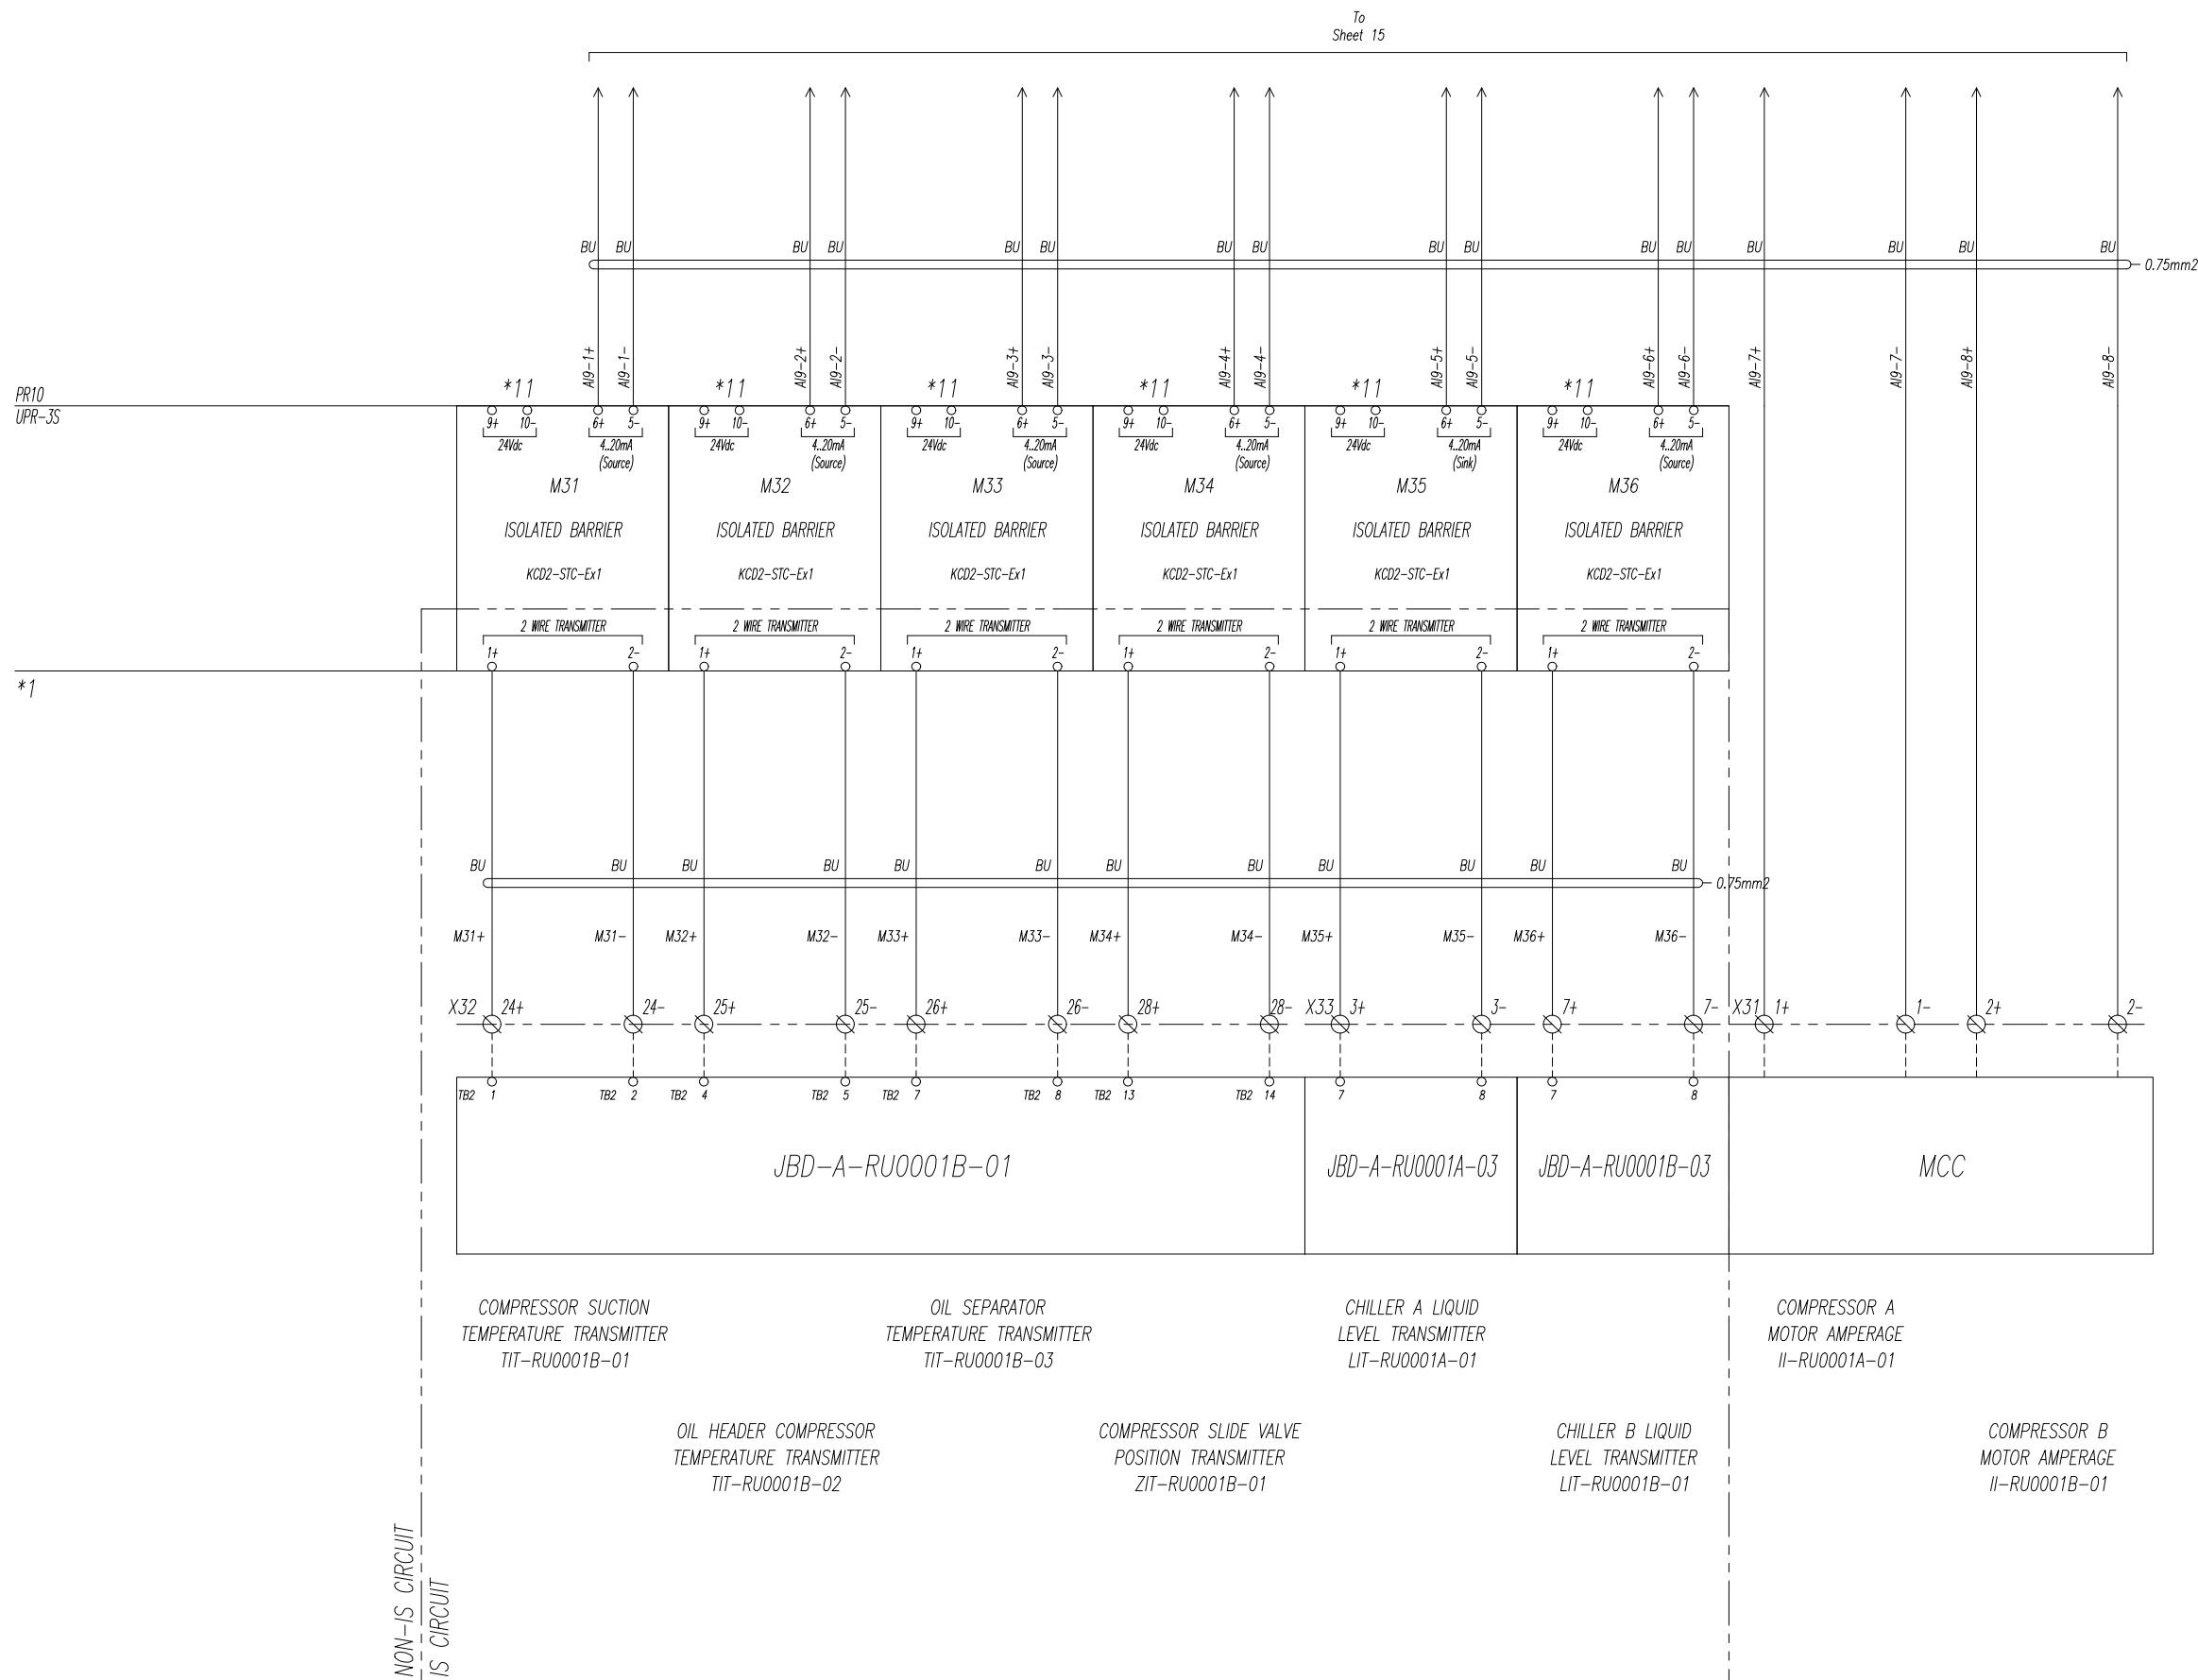 To
Sheet 15
BU BU BU BU BU BU BU BU BU BU BU BU BU BU BU BU
0.75mm2
AI9-1+ AI9-1- AI9-2+ AI9-2- AI9-3+ AI9-3- AI9-4+ AI9-4- AI9-5+ AI9-5- AI9-6+ AI9-6- AI9-7+ AI9-7- AI9-8+ AI9-8-
PR10 *11 *11 *11 *11 *11 *11
UPR-3S
9+ 10- 6+ 5- 9+ 10- 6+ 5- 9+ 10- 6+ 5- 9+ 10- 6+ 5- 9+ 10- 6+ 5- 9+ 10- 6+ 5-
24Vdc 4..20mA 24Vdc 4..20mA 24Vdc 4..20mA 24Vdc 4..20mA 24Vdc 4..20mA 24Vdc 4..20mA
(Source) (Source) (Source) (Source) (Sink) (Source)
M31 M32 M33 M34 M35 M36
ISOLATED BARRIER ISOLATED BARRIER ISOLATED BARRIER ISOLATED BARRIER ISOLATED BARRIER ISOLATED BARRIER
KCD2-STC-Ex1 KCD2-STC-Ex1 KCD2-STC-Ex1 KCD2-STC-Ex1 KCD2-STC-Ex1 KCD2-STC-Ex1
2 WIRE TRANSMITTER 2 WIRE TRANSMITTER 2 WIRE TRANSMITTER 2 WIRE TRANSMITTER 2 WIRE TRANSMITTER 2 WIRE TRANSMITTER
1+ 2- 1+ 2- 1+ 2- 1+ 2- 1+ 2- 1+ 2-
*1
BU BU BU BU BU BU BU BU BU BU BU BU
0.75mm2
M31+ M31- M32+ M32- M33+ M33- M34+ M34- M35+ M35- M36+ M36-
X32 24+ 24- 25+ 25- 26+ 26- 28+ 28- X33 3+ 3- 7+ 7- X31 1+ 1- 2+ 2-
TB2 1 TB2 2 TB2 4 TB2 5 TB2 7 TB2 8 TB2 13 TB2 14 7 8 7 8
JBD-A-RU0001B-01 JBD-A-RU0001A-03 JBD-A-RU0001B-03 MCC
COMPRESSOR SUCTION
TEMPERATURE TRANSMITTER
TIT-RU0001B-01
OIL SEPARATOR
TEMPERATURE TRANSMITTER
TIT-RU0001B-03
CHILLER A LIQUID
LEVEL TRANSMITTER
LIT-RU0001A-01
COMPRESSOR A
MOTOR AMPERAGE
II-RU0001A-01
OIL HEADER COMPRESSOR
TEMPERATURE TRANSMITTER
TIT-RU0001B-02
COMPRESSOR SLIDE VALVE
POSITION TRANSMITTER
ZIT-RU0001B-01
CHILLER B LIQUID
LEVEL TRANSMITTER
LIT-RU0001B-01
COMPRESSOR B
MOTOR AMPERAGE
II-RU0001B-01
NON-IS CIRCUIT
IS CIRCUIT